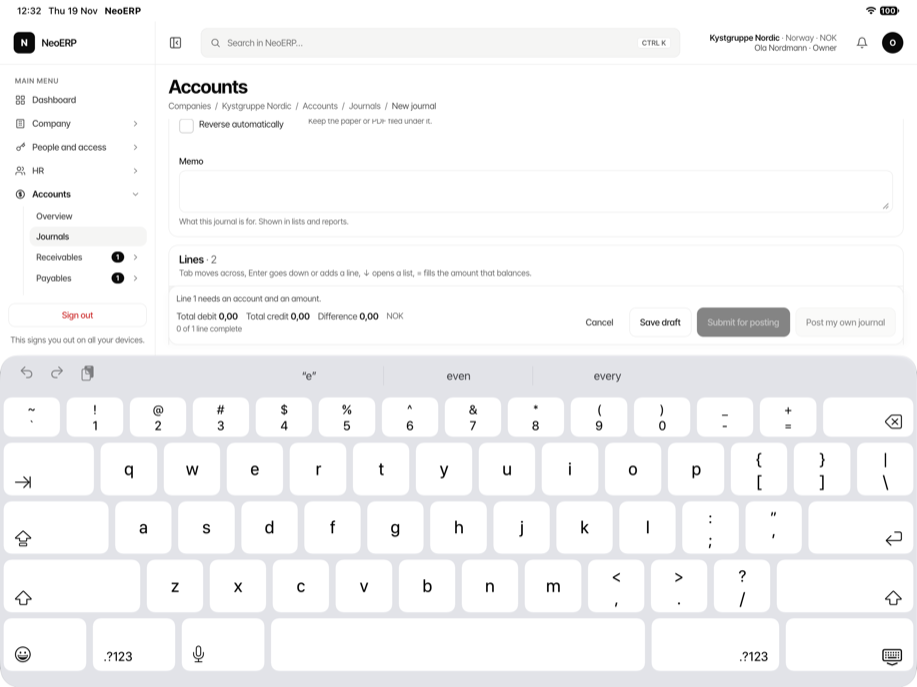 12:32 Thu 19 Nov NeoERP
100
N NeoERP
Search in NeoERP...
CTRL K
Kystgruppe Nordic · Norway · NOK
Ola Nordmann · Owner
O
MAIN MENU
Dashboard
Company
People and access
HR
Accounts
Overview
Journals
Receivables 1
Payables 1
Sign out
This signs you out on all your devices.
Accounts
Companies / Kystgruppe Nordic / Accounts / Journals / New journal
Reverse automatically
Keep the paper or PDF filed under it.
Memo
What this journal is for. Shown in lists and reports.
Lines · 2
Tab moves across, Enter goes down or adds a line, ↓ opens a list, = fills the amount that balances.
Line 1 needs an account and an amount.
Total debit 0,00 Total credit 0,00 Difference 0,00 NOK
0 of 1 line complete
Cancel
Save draft
Submit for posting
Post my own journal
“e” even every
~ ! @ # $ % ^ & * ( ) _ +
` 1 2 3 4 5 6 7 8 9 0 - =
q w e r t y u i o p { } |
[ ] \
a s d f g h j k l : "
; '
z x c v b n m < > ?
, . /
.?123 .?123